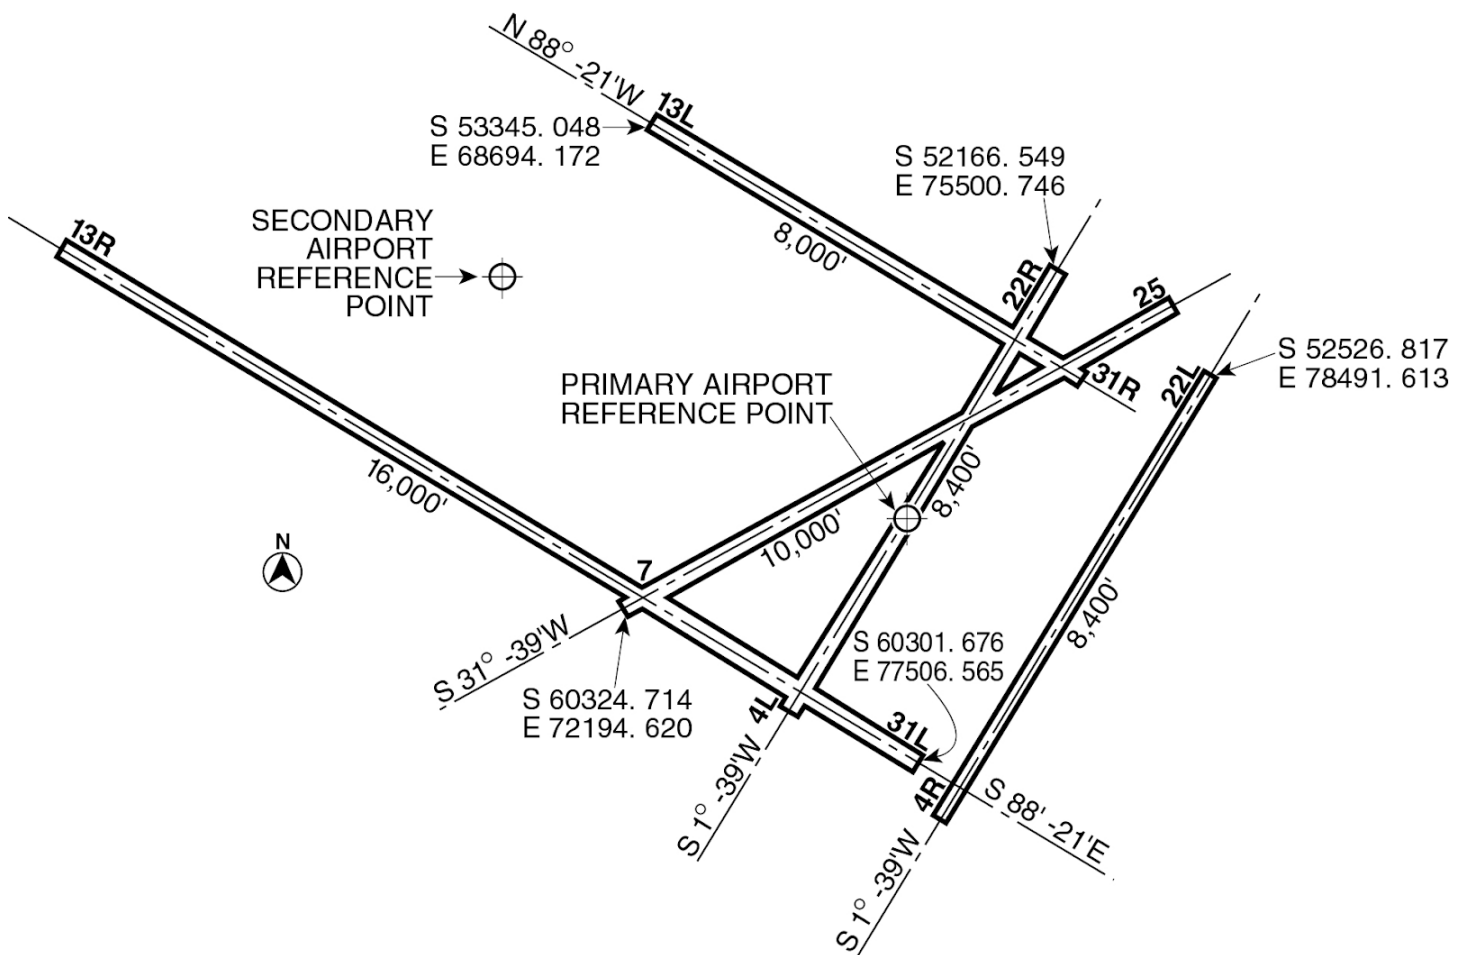 N 88° -21'W
13L
S 53345. 048
E 68694. 172
S 52166. 549
E 75500. 746
SECONDARY
AIRPORT
REFERENCE
POINT
13R
8,000'
22R
25
S 52526. 817
E 78491. 613
22L
31R
PRIMARY AIRPORT
REFERENCE POINT
16,000'
8,400'
10,000'
N
7
8,400'
S 31° -39'W
S 60301. 676
E 77506. 565
S 60324. 714
E 72194. 620
4L
31L
4R
S 88' -21'E
S 1° -39'W
S 1° -39'W